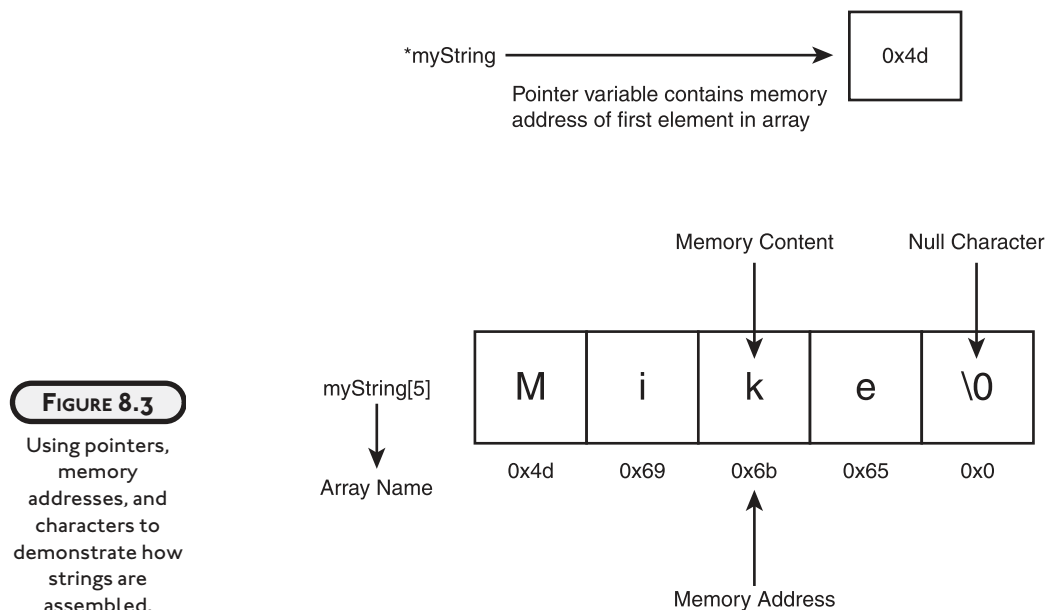 *myString
0x4d
Pointer variable contains memory
address of first element in array
Memory Content
Null Character
myString[5]
M
i
k
e
\0
Array Name
0x4d
0x69
0x6b
0x65
0x0
Memory Address
FIGURE 8.3
Using pointers,
memory
addresses, and
characters to
demonstrate how
strings are
assembled.